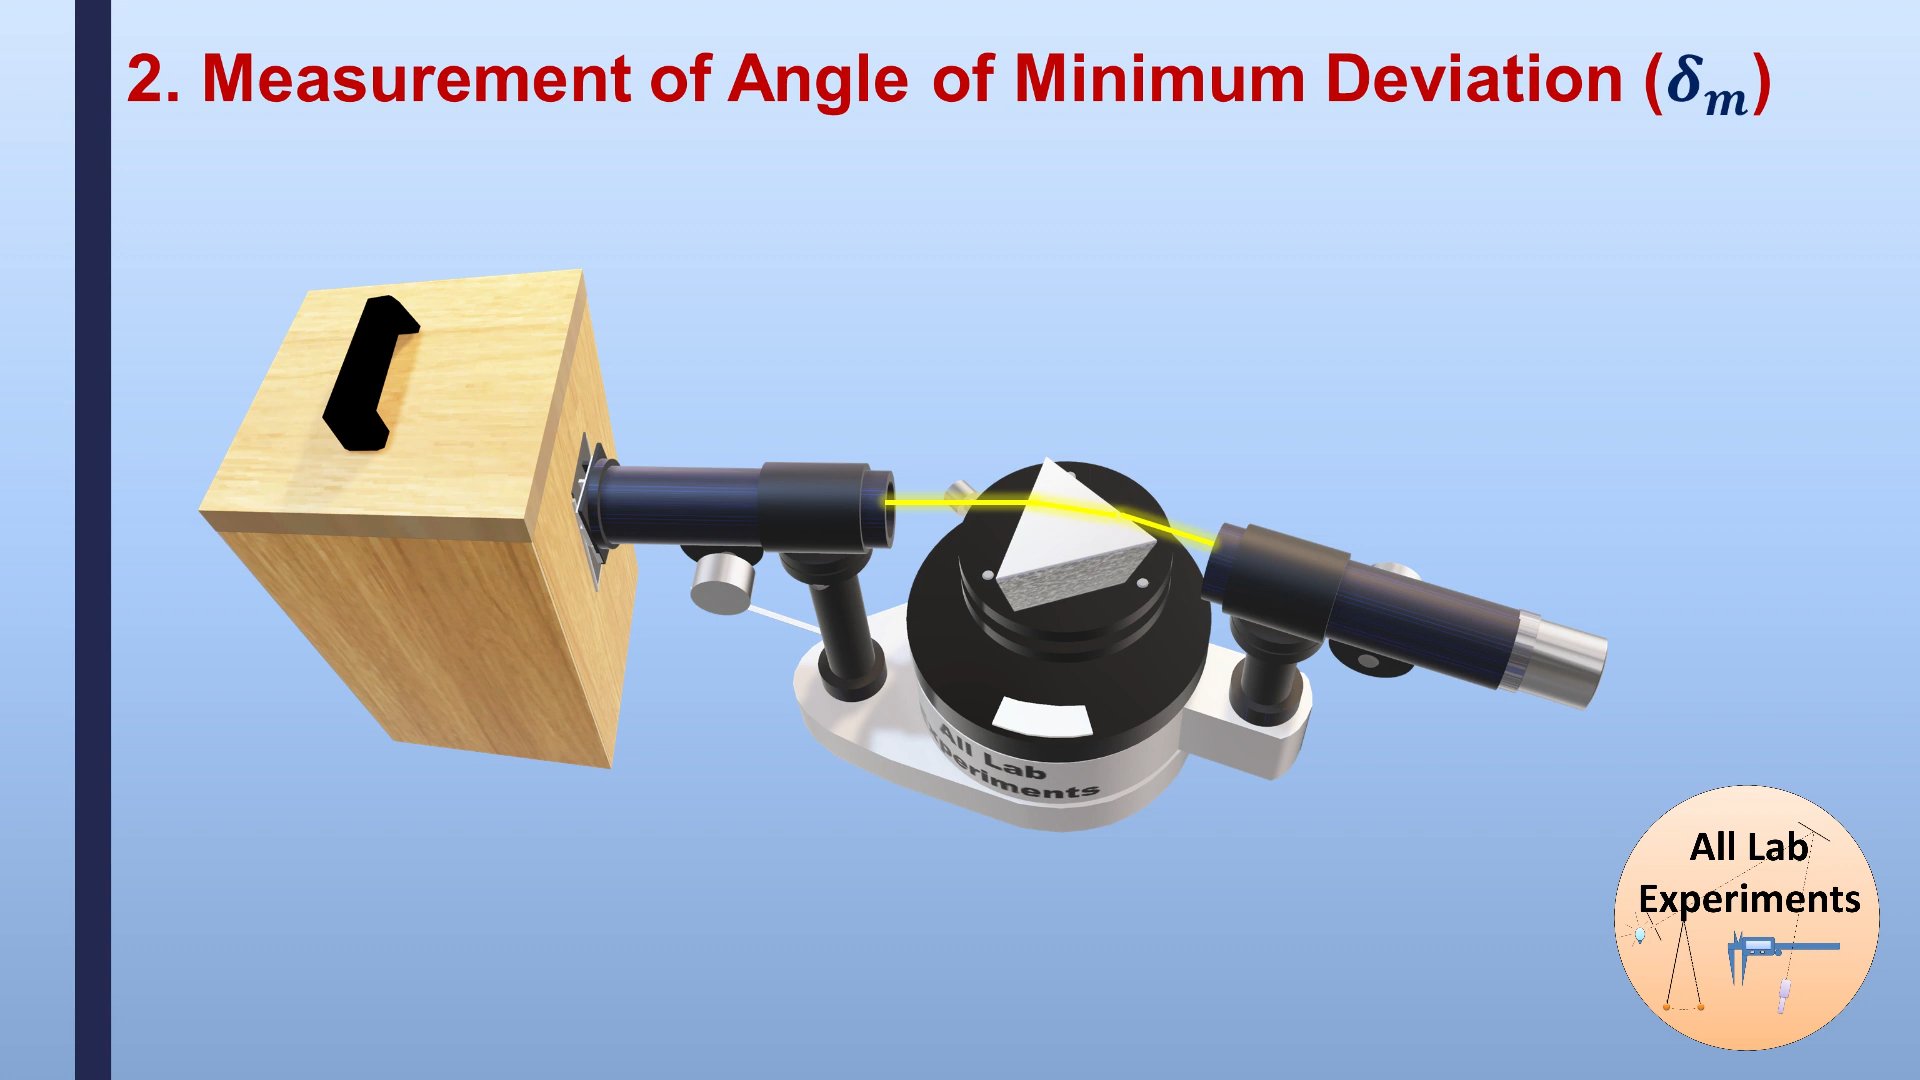 2. Measurement of Angle of Minimum Deviation (δₘ)
All Lab
Experiments
All Lab
Experiments